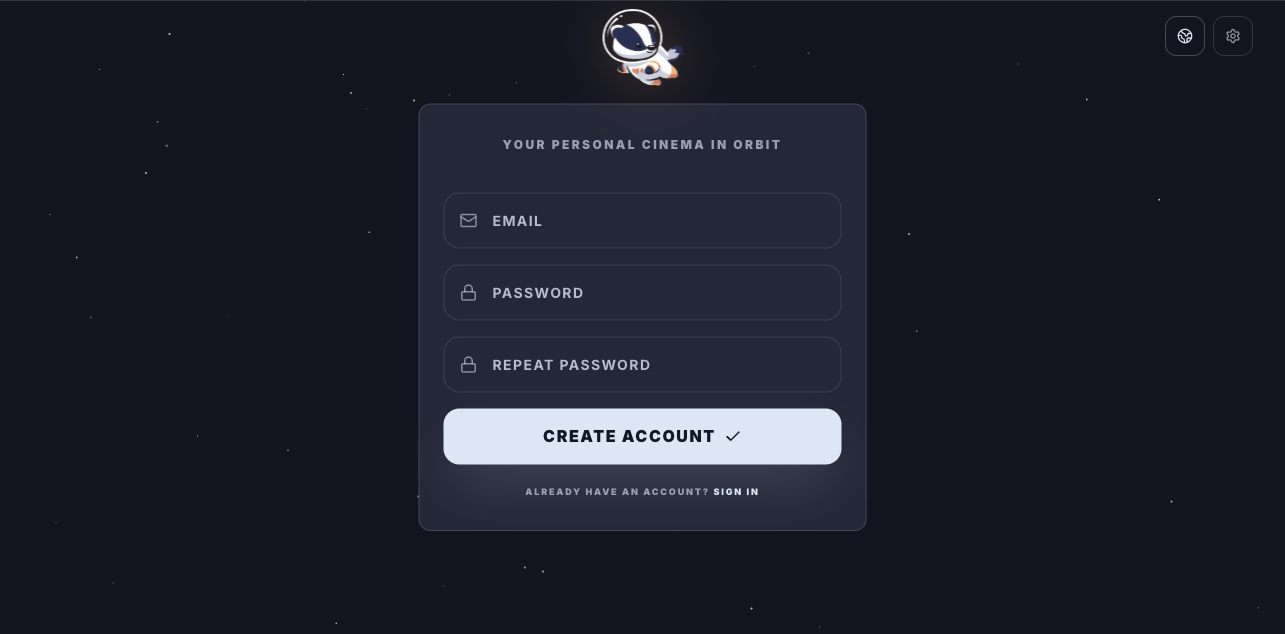 YOUR PERSONAL CINEMA IN ORBIT
EMAIL
PASSWORD
REPEAT PASSWORD
CREATE ACCOUNT
ALREADY HAVE AN ACCOUNT? SIGN IN